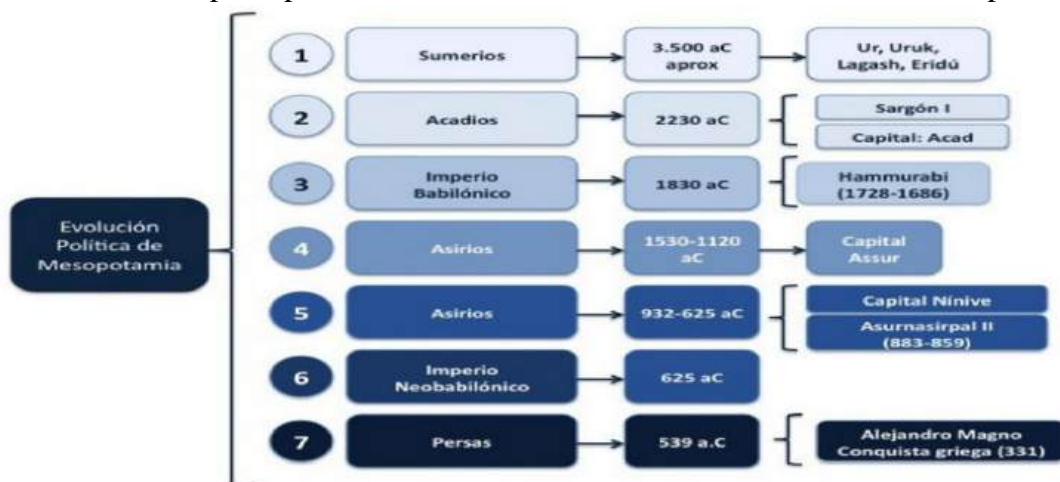 Evolución
Política de
Mesopotamia
1
Sumerios
3.500 aC
aprox
Ur, Uruk,
Lagash, Eridú
2
Acadios
2230 aC
Sargón I
Capital: Acad
3
Imperio
Babilónico
1830 aC
Hammurabi
(1728-1686)
4
Asirios
1530-1120
aC
Capital
Assur
5
Asirios
932-625 aC
Capital Nínive
Asurnasirpal II
(883-859)
6
Imperio
Neobabilónico
625 aC
7
Persas
539 a.C
Alejandro Magno
Conquista griega (331)